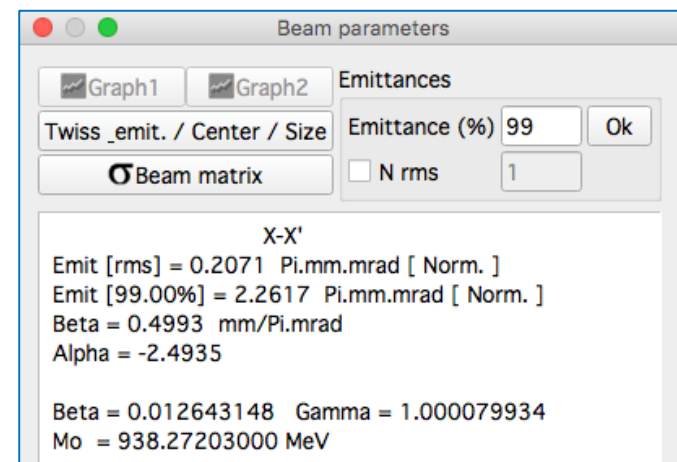 Beam parameters
Graph1 Graph2 Emittances
Twiss _emit. / Center / Size Emittance (%) 99 Ok
σ Beam matrix N rms 1
X-X'
Emit [rms] = 0.2071 Pi.mm.mrad [ Norm. ]
Emit [99.00%] = 2.2617 Pi.mm.mrad [ Norm. ]
Beta = 0.4993 mm/Pi.mrad
Alpha = -2.4935
Beta = 0.012643148 Gamma = 1.000079934
Mo = 938.27203000 MeV